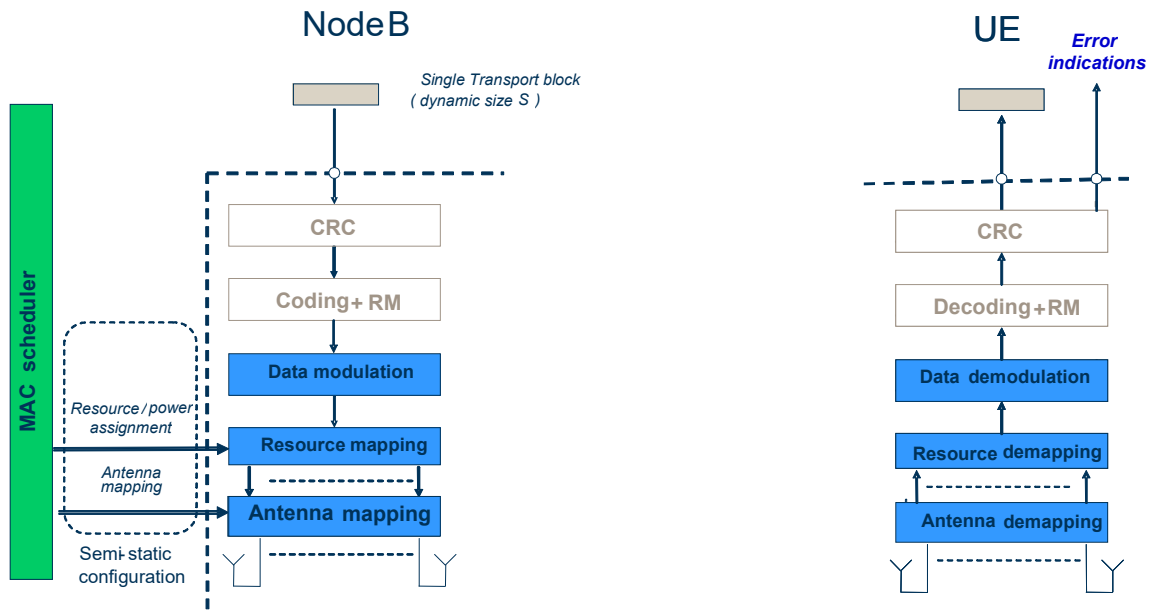 NodeB
UE
Error
indications
Single Transport block
( dynamic size S )
CRC
CRC
Coding+ RM
Decoding+RM
MAC scheduler
Data modulation
Data demodulation
Resource/power
assignment
Resource mapping
Resource demapping
Antenna
mapping
Antenna mapping
Antenna demapping
Semi-static
configuration